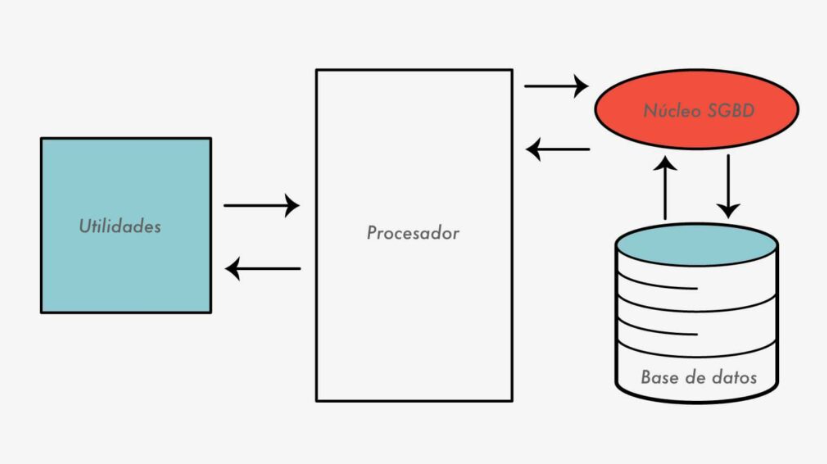 Utilidades
Procesador
Núcleo SGBD
Base de datos